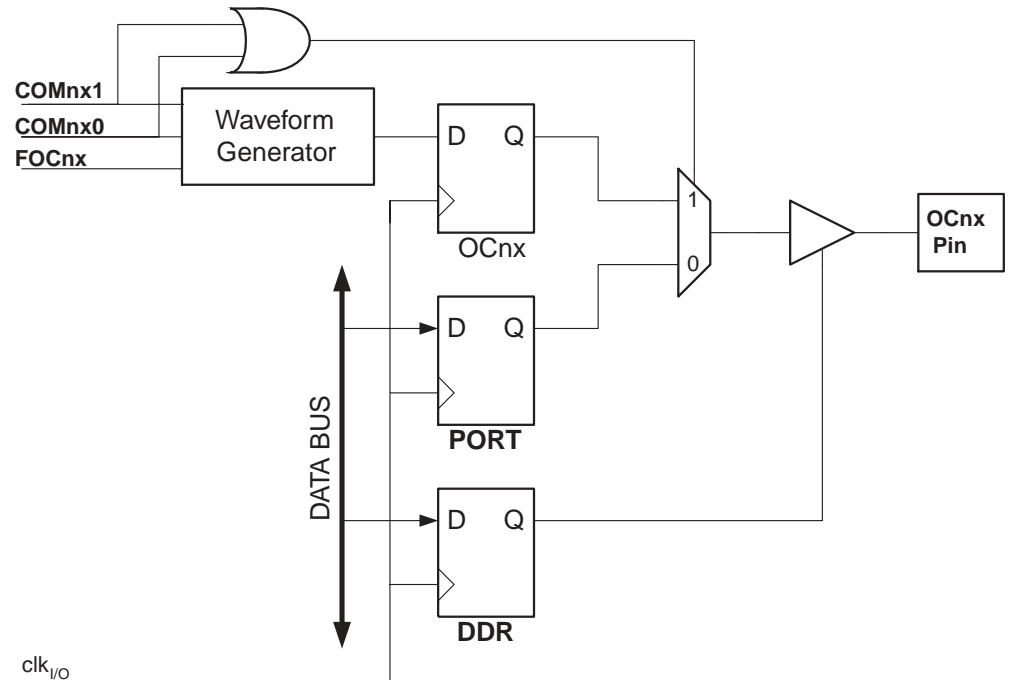 COMnx1
COMnx0
FOCnx
Waveform
Generator
D Q
OCnx
1
0
OCnx
Pin
D Q
PORT
DATA BUS
D Q
DDR
clkI/O